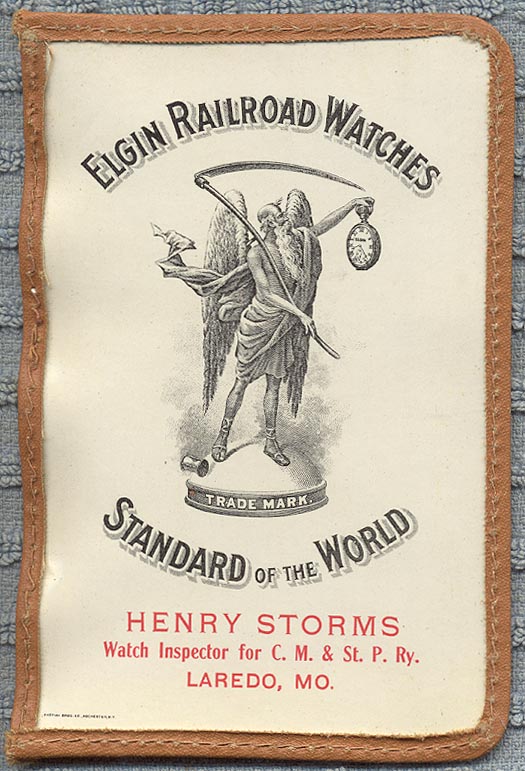 ELGIN RAILROAD WATCHES
TRADE MARK.
STANDARD OF THE WORLD
HENRY STORMS
Watch Inspector for C. M. & St. P. Ry.
LAREDO, MO.